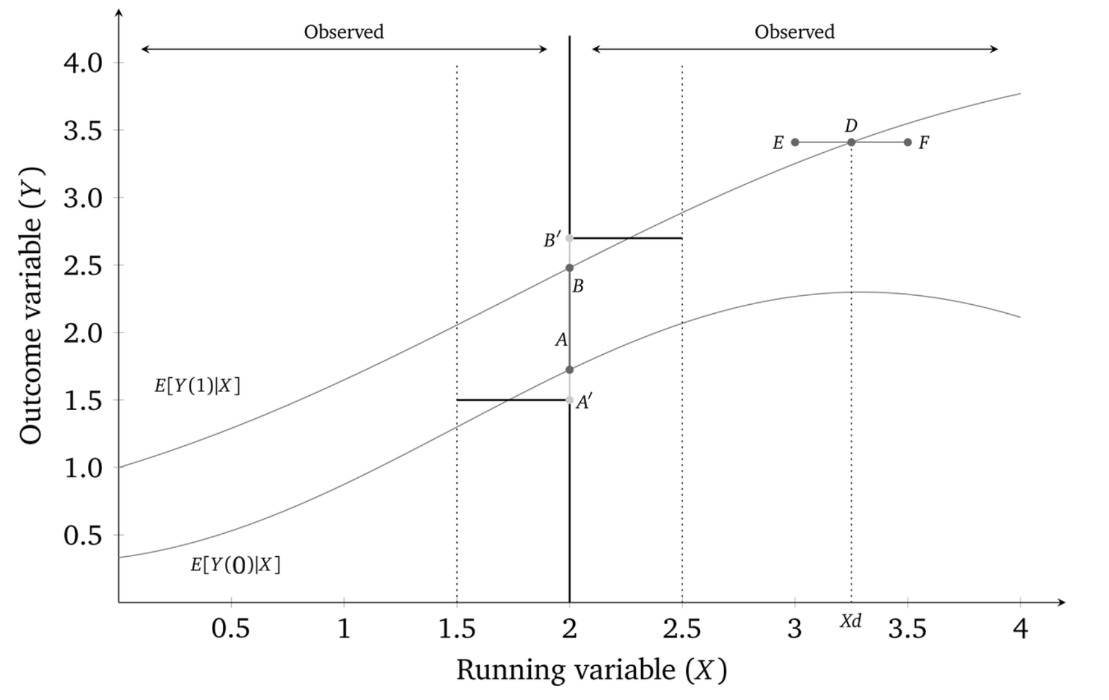 Observed
Observed
4.0
3.5
3.0
2.5
2.0
1.5
1.0
0.5
Outcome variable (Y)
E D F
B′
B
A
A′
E[Y(1)|X]
E[Y(0)|X]
0.5 1 1.5 2 2.5 3 Xd 3.5 4
Running variable (X)